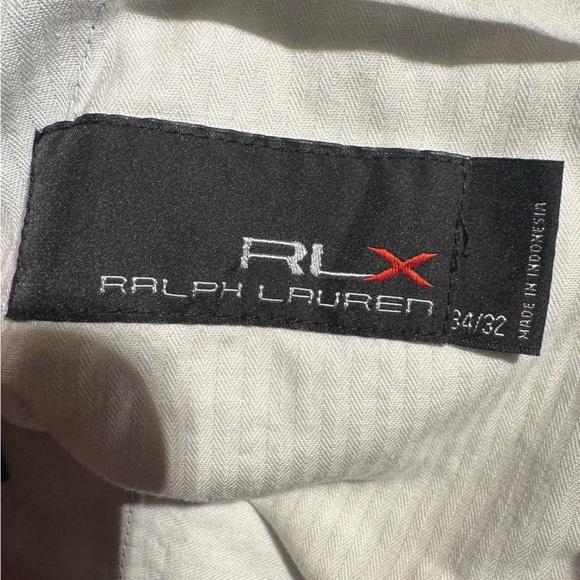 RLX
RALPH LAUREN
34/32
MADE IN INDONESIA